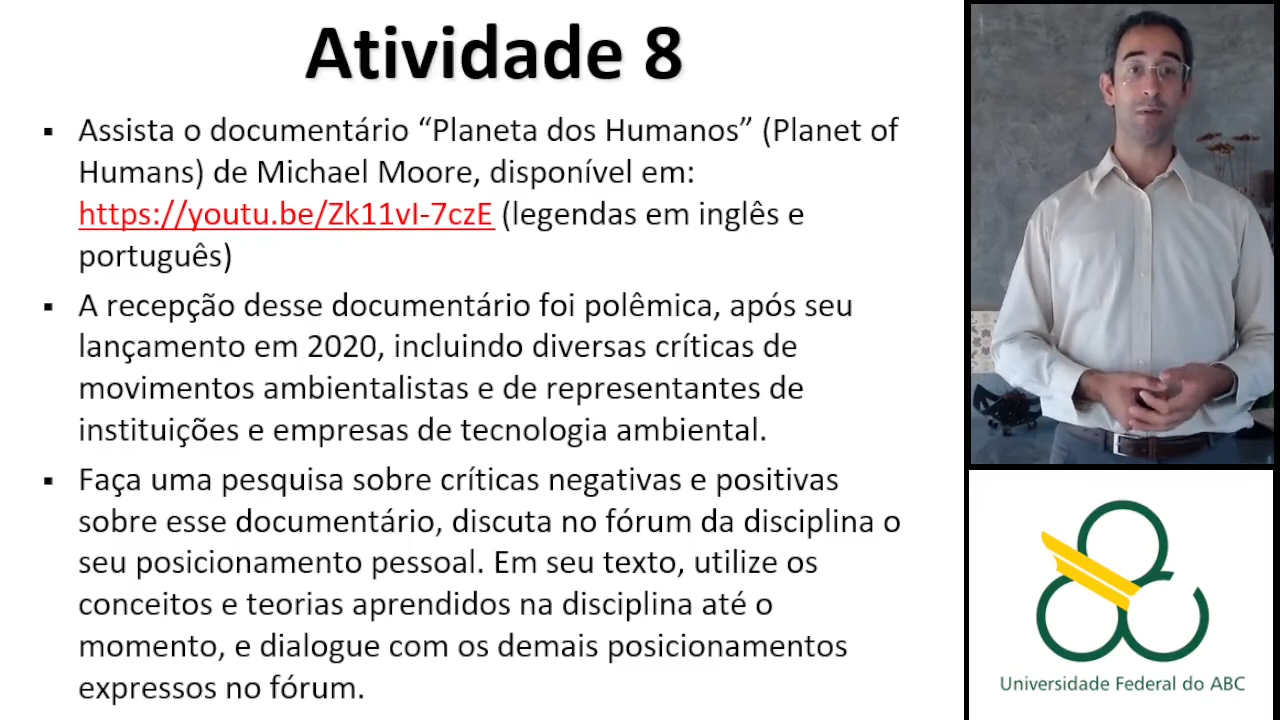 Atividade 8
▪ Assista o documentário “Planeta dos Humanos” (Planet of
Humans) de Michael Moore, disponível em:
https://youtu.be/Zk11vI-7czE (legendas em inglês e
português)
▪ A recepção desse documentário foi polêmica, após seu
lançamento em 2020, incluindo diversas críticas de
movimentos ambientalistas e de representantes de
instituições e empresas de tecnologia ambiental.
▪ Faça uma pesquisa sobre críticas negativas e positivas
sobre esse documentário, discuta no fórum da disciplina o
seu posicionamento pessoal. Em seu texto, utilize os
conceitos e teorias aprendidos na disciplina até o
momento, e dialogue com os demais posicionamentos
expressos no fórum.
Universidade Federal do ABC